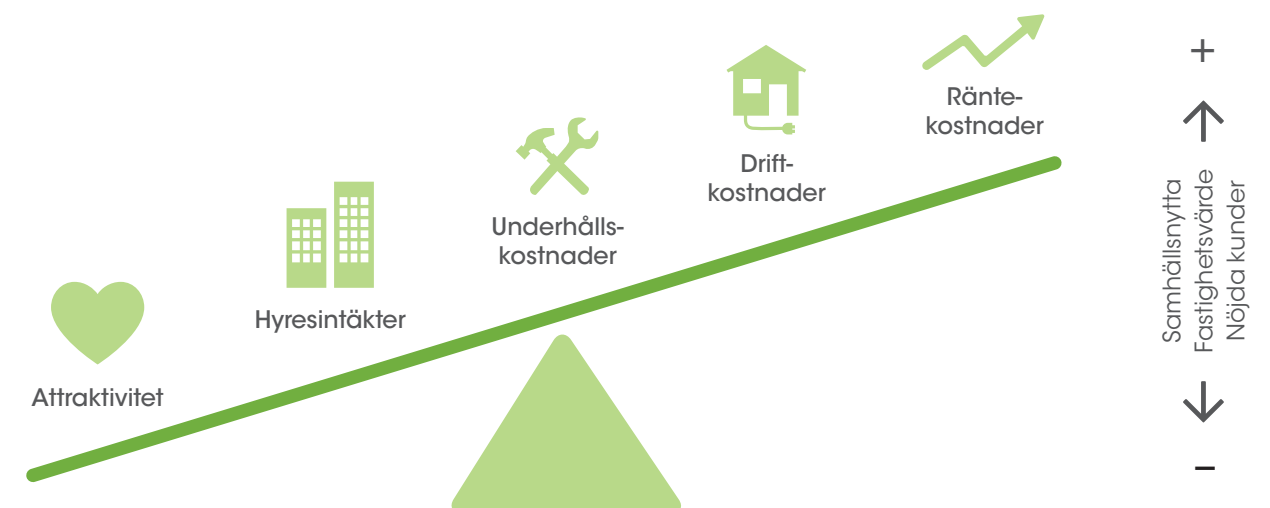 Attraktivitet
Hyresintäkter
Underhålls-
kostnader
Drift-
kostnader
Ränte-
kostnader
+
Samhällsnytta
Fastighetsvärde
Nöjda kunder
–